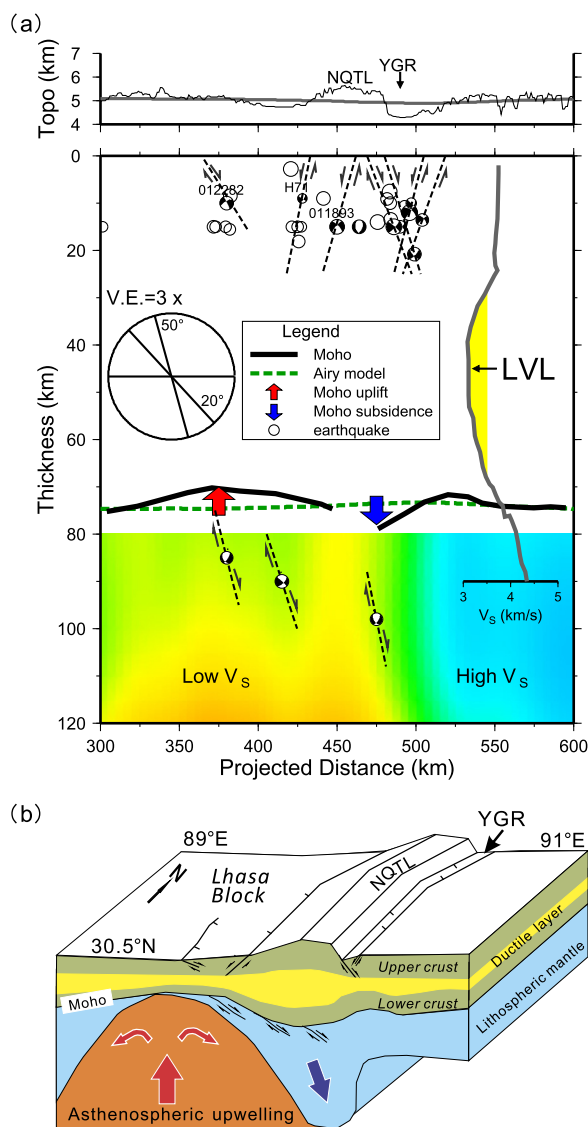 (a)
7
6
5
4
Topo (km)
NQTL
YGR
0
20
40
60
80
100
120
Thickness (km)
012282
H7
011893
V.E.=3 x
50°
20°
Legend
Moho
Airy model
Moho uplift
Moho subsidence
earthquake
LVL
3 4 5
V_S (km/s)
Low V_S
High V_S
300 350 400 450 500 550 600
Projected Distance (km)
(b)
89°E
YGR
91°E
N
Lhasa
Block
NQTL
30.5°N
Upper crust
Ductile layer
Moho
Lower crust
Lithospheric mantle
Asthenospheric upwelling